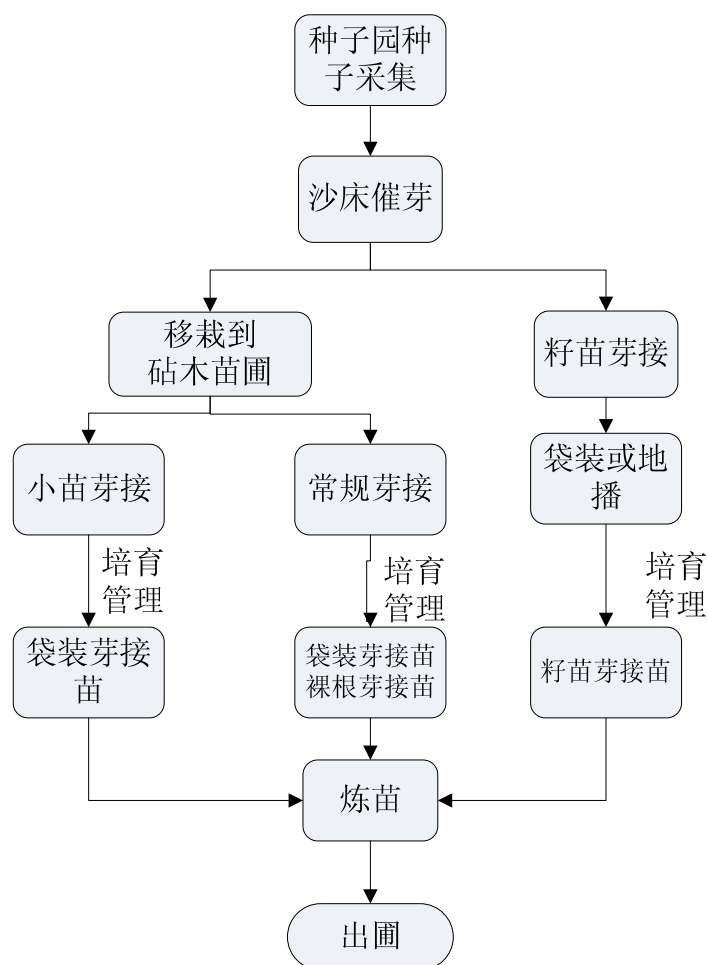 种子园种
子采集
沙床催芽
移栽到
砧木苗圃
籽苗芽接
小苗芽接
常规芽接
袋装或地
播
培育
管理
培育
管理
培育
管理
袋装芽接
苗
袋装芽接苗
裸根芽接苗
籽苗芽接苗
炼苗
出圃